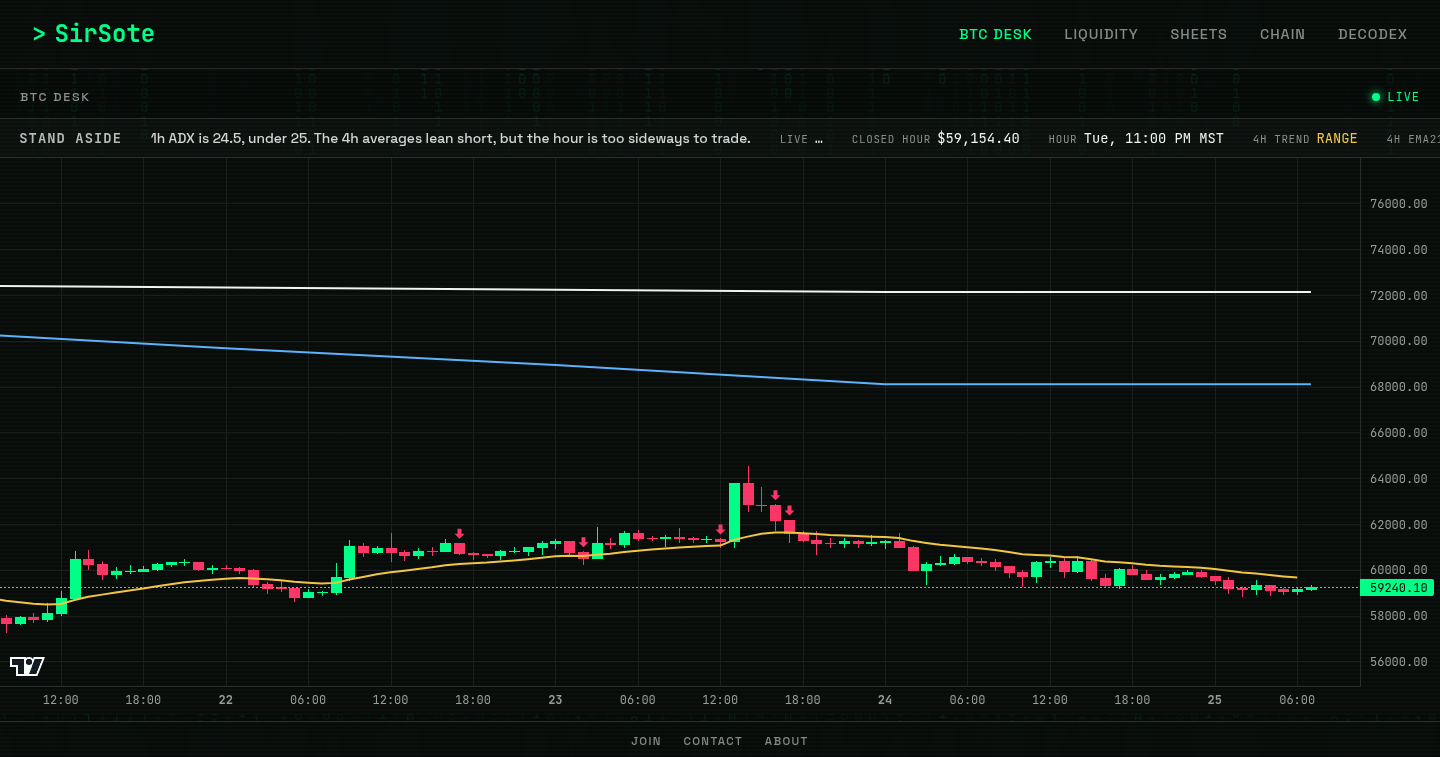 > SirSote
BTC DESK LIQUIDITY SHEETS CHAIN DECODEX
BTC DESK
LIVE
STAND ASIDE 1h ADX is 24.5, under 25. The 4h averages lean short, but the hour is too sideways to trade. LIVE … CLOSED HOUR $59,154.40 HOUR Tue, 11:00 PM MST 4H TREND RANGE 4H EMA21
76000.00
74000.00
72000.00
70000.00
68000.00
66000.00
64000.00
62000.00
60000.00
59240.10
58000.00
56000.00
12:00 18:00 22 06:00 12:00 18:00 23 06:00 12:00 18:00 24 06:00 12:00 18:00 25 06:00
JOIN CONTACT ABOUT